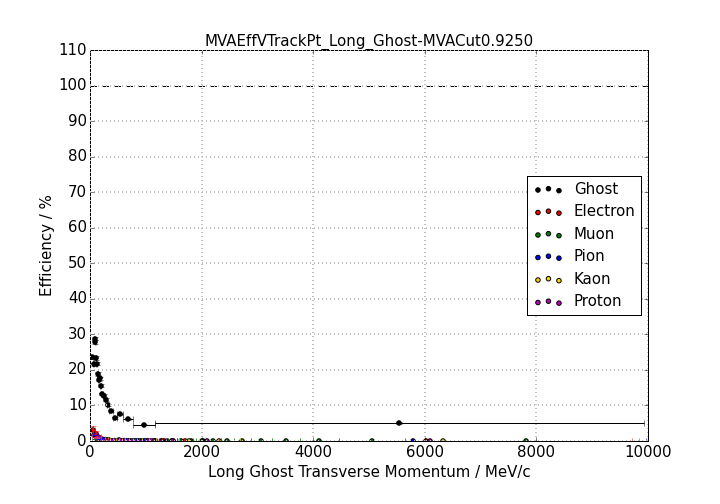 MVAEffVTrackPt_Long_Ghost-MVACut0.9250
110
100
90
80
70
60
50
40
30
20
10
0
Efficiency / %
Ghost
Electron
Muon
Pion
Kaon
Proton
0 2000 4000 6000 8000 10000
Long Ghost Transverse Momentum / MeV/c